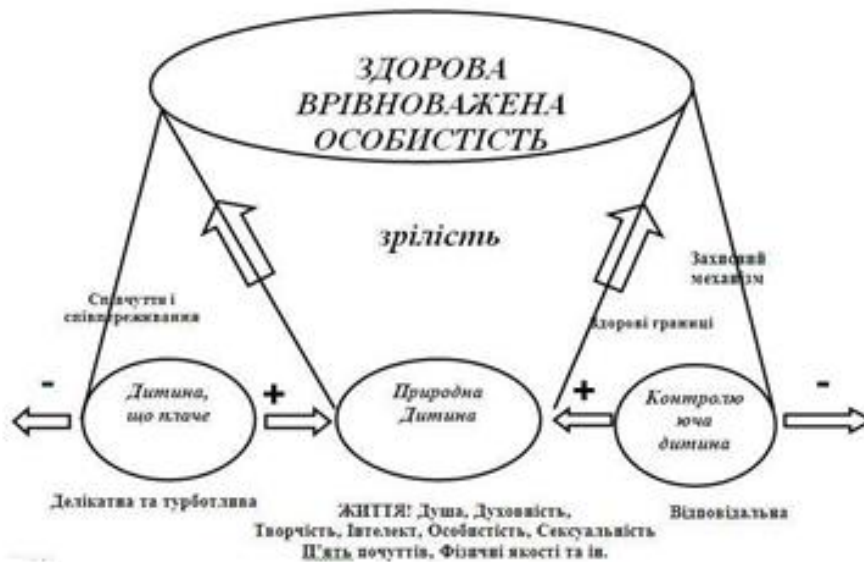 ЗДОРОВА
ВРІВНОВАЖЕНА
ОСОБИСТІСТЬ
зрілість
Захисний
механізм
Співчуття і
співпереживання
Здорові границі
-
+
+
-
Дитина,
що плаче
Природна
Дитина
Контролю
юча
дитина
Делікатна та турботлива
ЖИТТЯ! Душа, Духовність,
Творчість, Інтелект, Особистість, Сексуальність
П'ять почуттів, Фізичні якості та ін.
Відповідальна